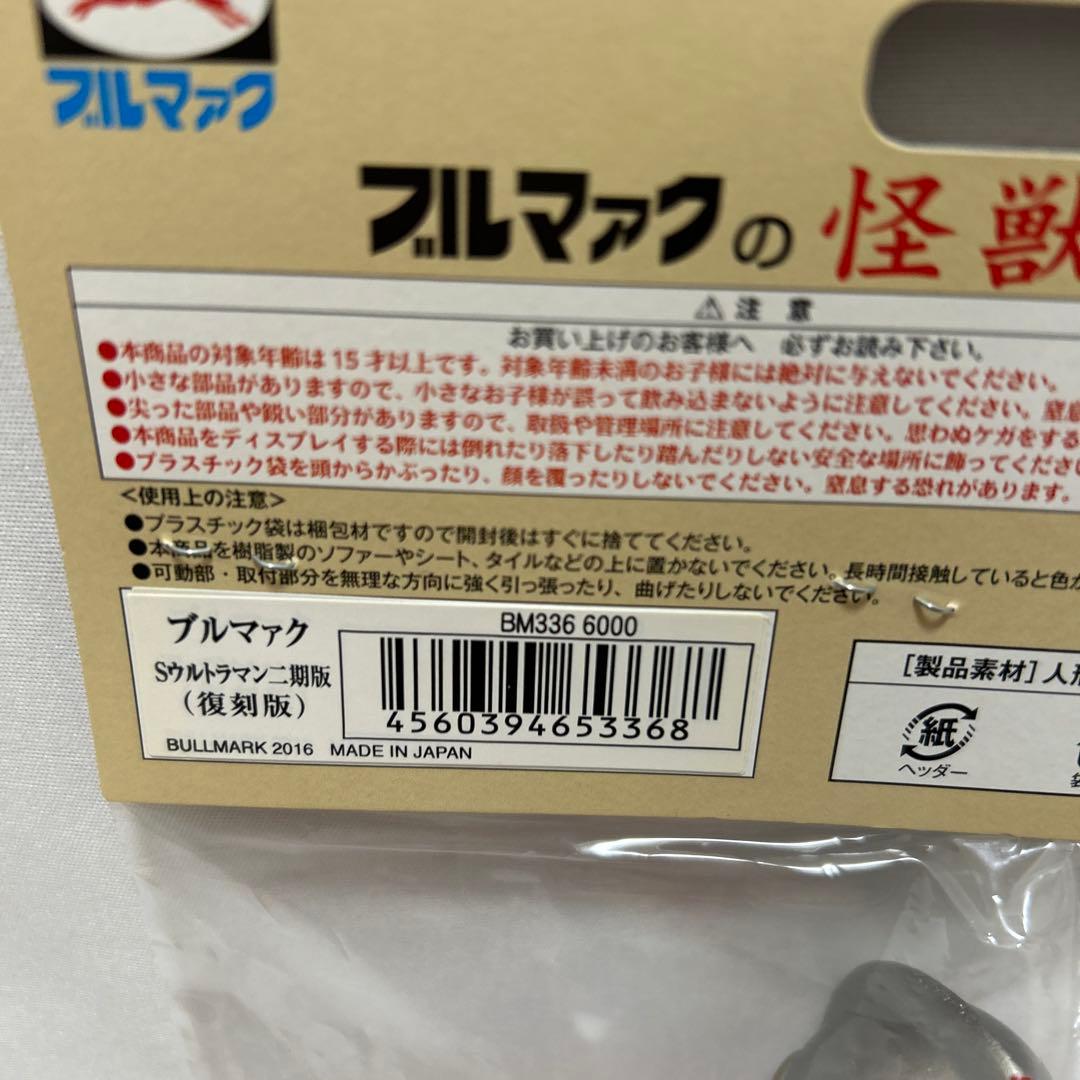 ブルマァク
ブルマァクの怪獣
⚠注意
お買い上げのお客様へ 必ずお読み下さい。
●本商品の対象年齢は15才以上です。対象年齢未満のお子様には絶対に与えないでください。
●小さな部品がありますので、小さなお子様が誤って飲み込まないように注意してください。窒息
●尖った部品や鋭い部分がありますので、取扱や管理場所に注意してください。思わぬケガをする
●本商品をディスプレイする際には倒れたり落下したり踏んだりしない安全な場所に飾ってください
●プラスチック袋を頭からかぶったり、顔を覆ったりしないでください。窒息する恐れがあります。
<使用上の注意>
●プラスチック袋は梱包材ですので開封後はすぐに捨ててください。
●本商品を樹脂製のソファーやシート、タイルなどの上に置かないでください。長時間接触していると色が
●可動部・取付部分を無理な方向に強く引っ張ったり、曲げたりしないでください。
ブルマァク
Sウルトラマン二期版
(復刻版)
BM336 6000
4560394653368
BULLMARK 2016 MADE IN JAPAN
[製品素材]人形
紙
ヘッダー
袋